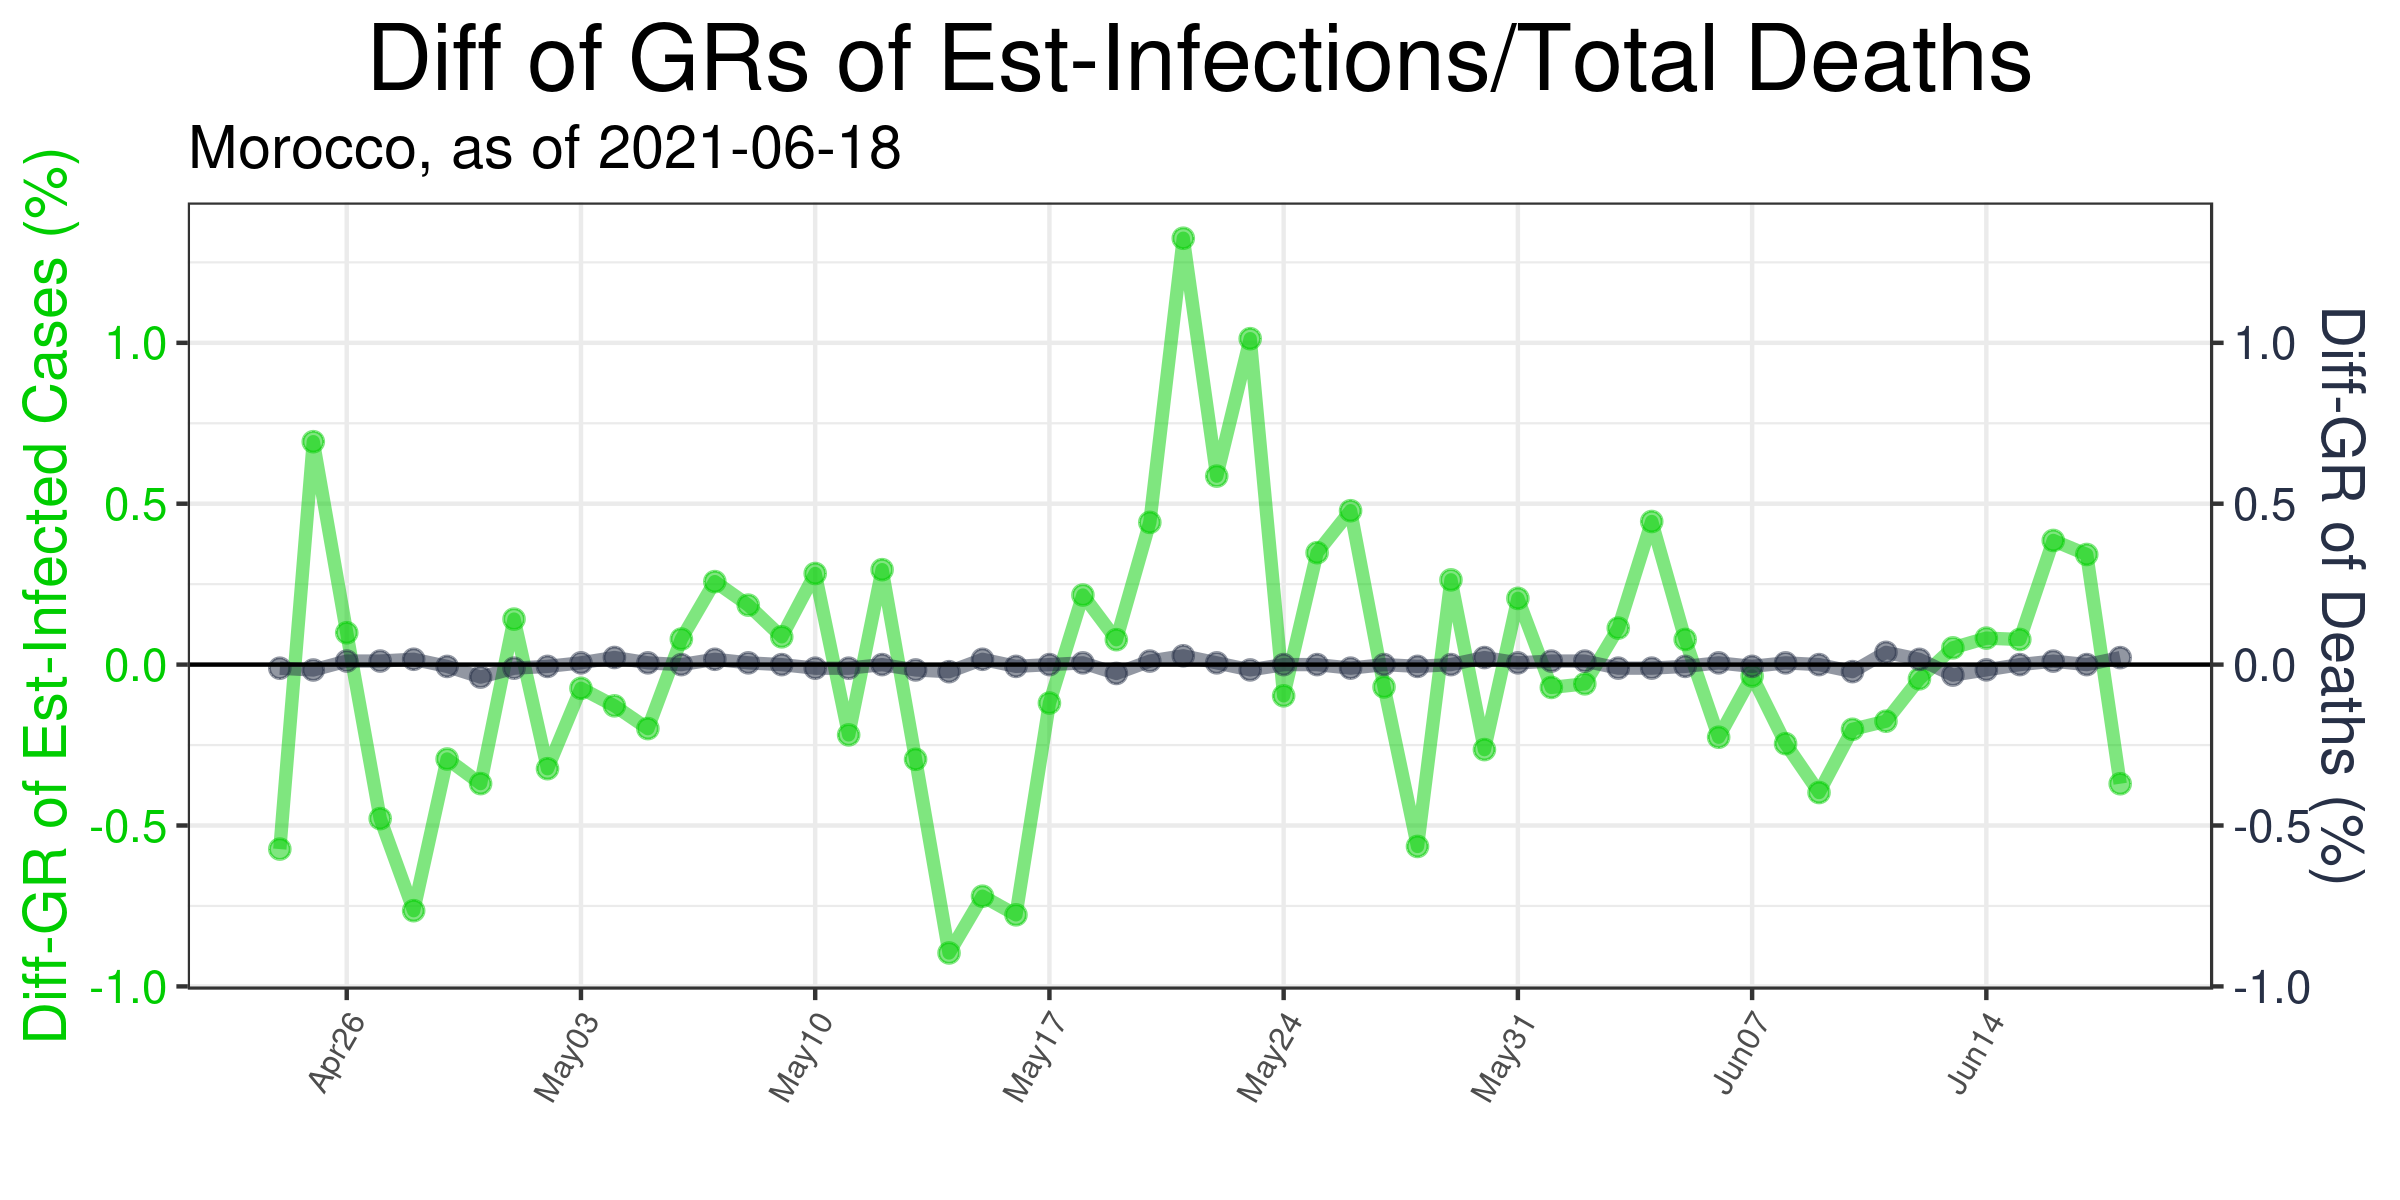 Diff of GRs of Est-Infections/Total Deaths
Morocco, as of 2021-06-18
Diff-GR of Est-Infected Cases (%)
1.0
0.5
0.0
-0.5
-1.0
1.0
0.5
0.0
-0.5
-1.0
Diff-GR of Deaths (%)
Apr26
May03
May10
May17
May24
May31
Jun07
Jun14